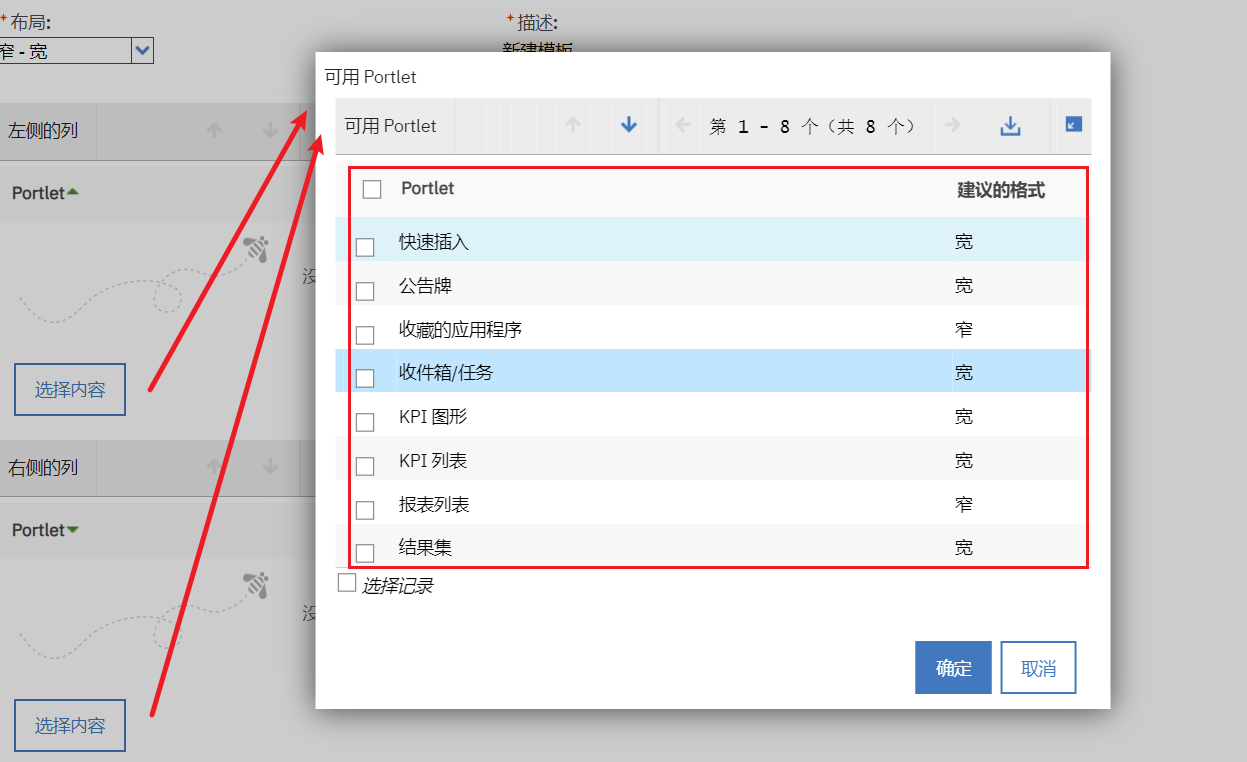 *布局:
窄 - 宽
*描述:
新建模板
左侧的列
Portlet
没
选择内容
右侧的列
Portlet
没
选择内容
可用 Portlet
可用 Portlet
第 1 - 8 个（共 8 个）
Portlet 建议的格式
快速插入 宽
公告牌 宽
收藏的应用程序 窄
收件箱/任务 宽
KPI 图形 宽
KPI 列表 宽
报表列表 窄
结果集 宽
选择记录
确定 取消